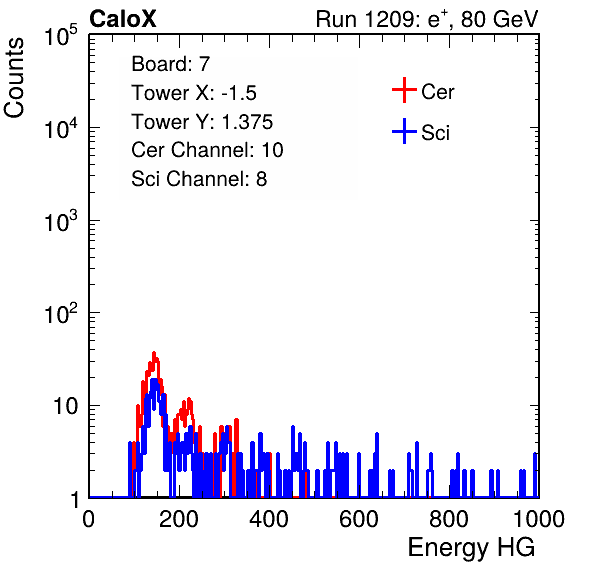 CaloX Run 1209: e⁺, 80 GeV
Counts
10⁵
10⁴
10³
10²
10
1
Board: 7
Tower X: -1.5
Tower Y: 1.375
Cer Channel: 10
Sci Channel: 8
Cer
Sci
0 200 400 600 800 1000
Energy HG